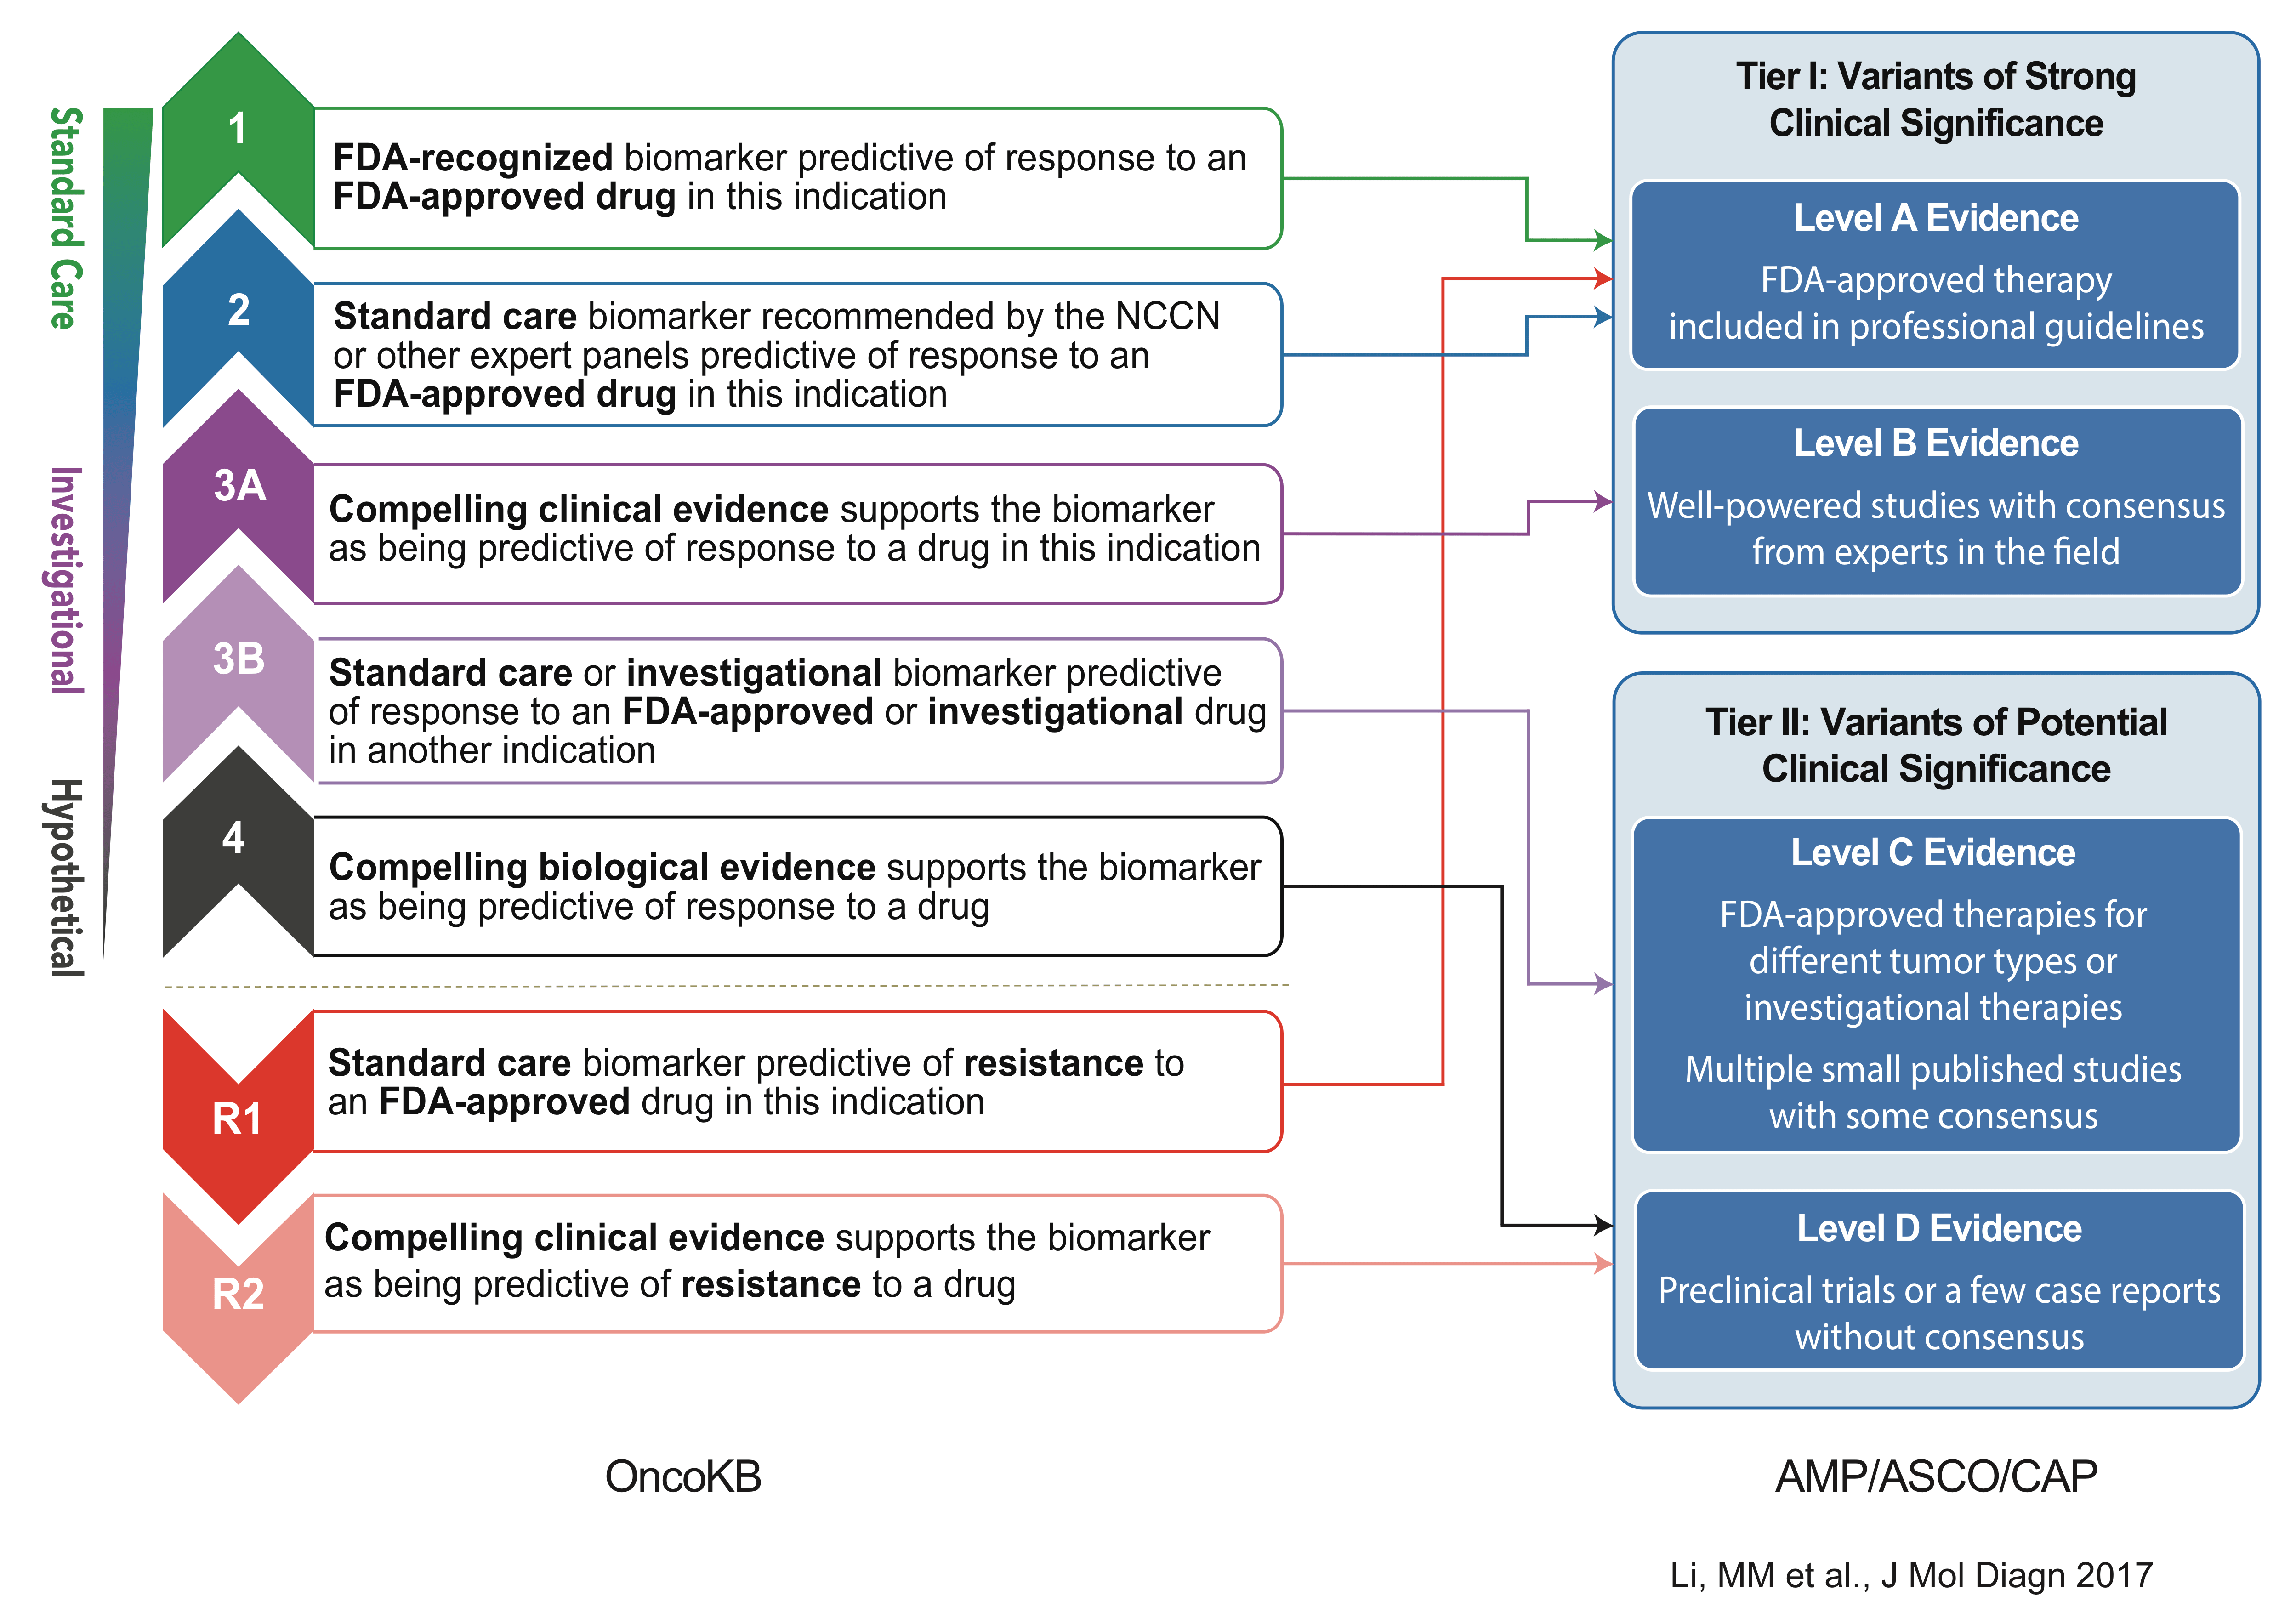 Standard Care
Investigational
Hypothetical
1
FDA-recognized biomarker predictive of response to an
FDA-approved drug in this indication
2
Standard care biomarker recommended by the NCCN
or other expert panels predictive of response to an
FDA-approved drug in this indication
3A
Compelling clinical evidence supports the biomarker
as being predictive of response to a drug in this indication
3B
Standard care or investigational biomarker predictive
of response to an FDA-approved or investigational drug
in another indication
4
Compelling biological evidence supports the biomarker
as being predictive of response to a drug
R1
Standard care biomarker predictive of resistance to
an FDA-approved drug in this indication
R2
Compelling clinical evidence supports the biomarker
as being predictive of resistance to a drug
OncoKB
Tier I: Variants of Strong
Clinical Significance
Level A Evidence
FDA-approved therapy
included in professional guidelines
Level B Evidence
Well-powered studies with consensus
from experts in the field
Tier II: Variants of Potential
Clinical Significance
Level C Evidence
FDA-approved therapies for
different tumor types or
investigational therapies
Multiple small published studies
with some consensus
Level D Evidence
Preclinical trials or a few case reports
without consensus
AMP/ASCO/CAP
Li, MM et al., J Mol Diagn 2017